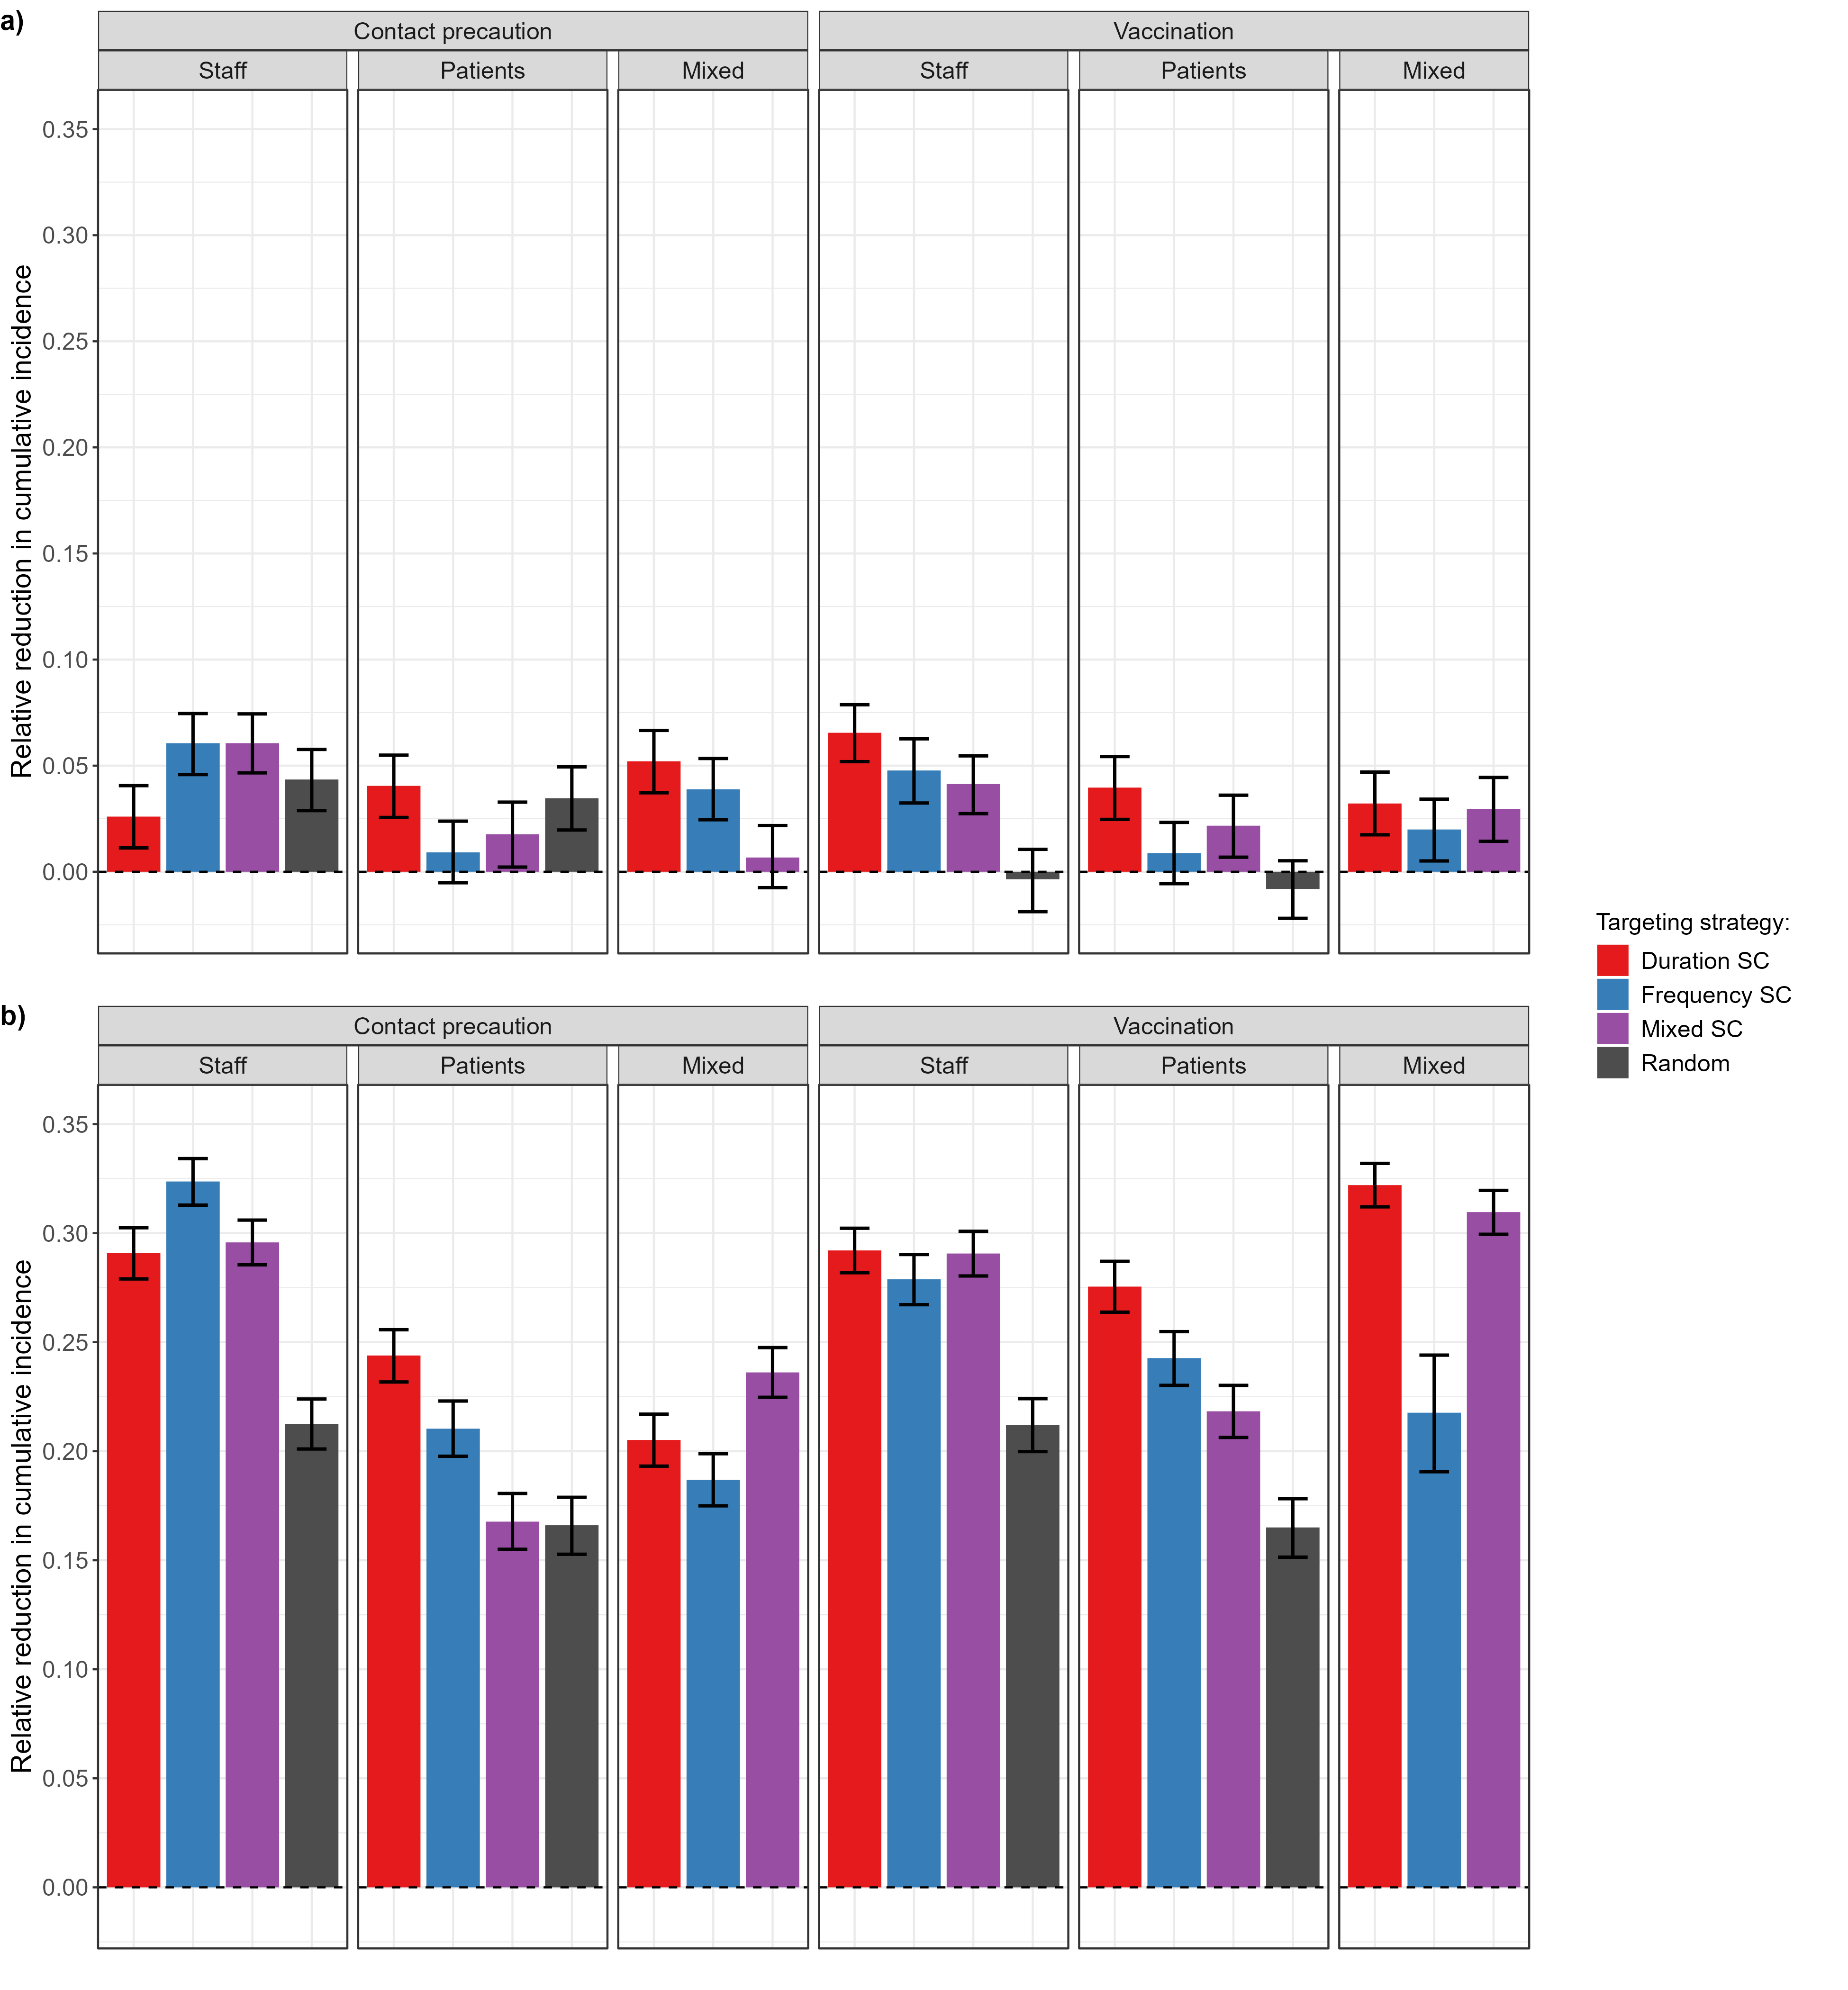 a)
Contact precaution
Vaccination
Staff
Patients
Mixed
Staff
Patients
Mixed
Relative reduction in cumulative incidence
0.35
0.30
0.25
0.20
0.15
0.10
0.05
0.00
Targeting strategy:
Duration SC
Frequency SC
Mixed SC
Random
b)
Contact precaution
Vaccination
Staff
Patients
Mixed
Staff
Patients
Mixed
Relative reduction in cumulative incidence
0.35
0.30
0.25
0.20
0.15
0.10
0.05
0.00